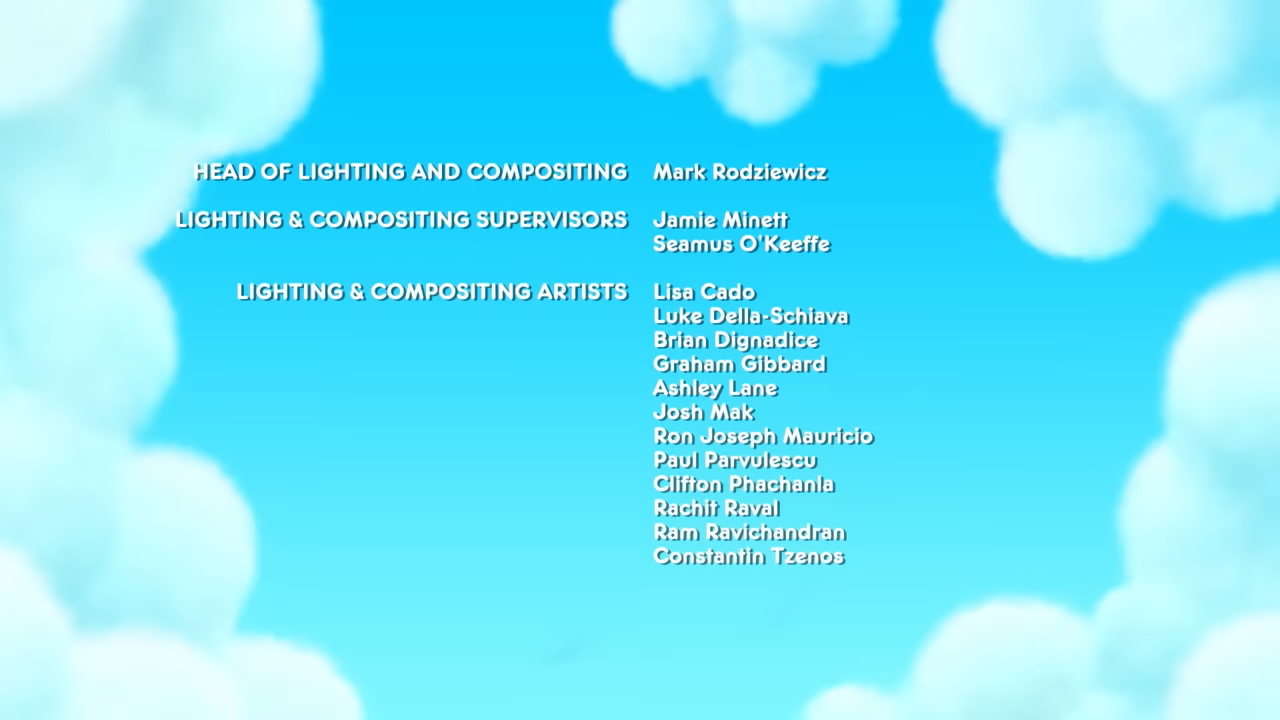 HEAD OF LIGHTING AND COMPOSITING Mark Rodziewicz
LIGHTING & COMPOSITING SUPERVISORS Jamie Minett
Seamus O'Keeffe
LIGHTING & COMPOSITING ARTISTS Lisa Cado
Luke Della-Schiava
Brian Dignadice
Graham Gibbard
Ashley Lane
Josh Mak
Ron Joseph Mauricio
Paul Parvulescu
Clifton Phachanla
Rachit Raval
Ram Ravichandran
Constantin Tzenos